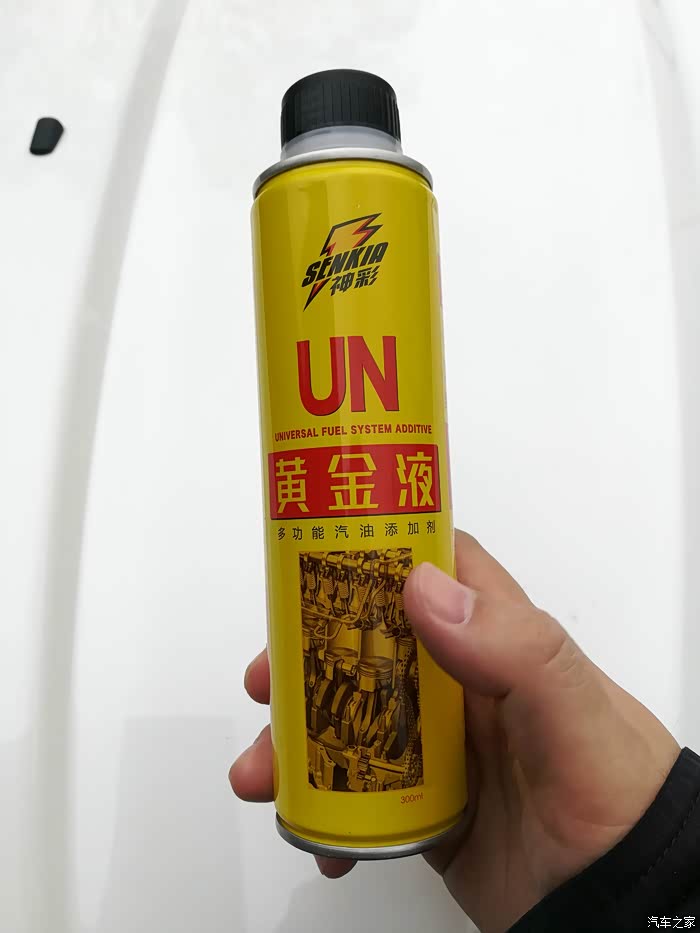 SENKIA
神彩
UN
UNIVERSAL FUEL SYSTEM ADDITIVE
黄金液
多功能汽油添加剂
300ml
汽车之家